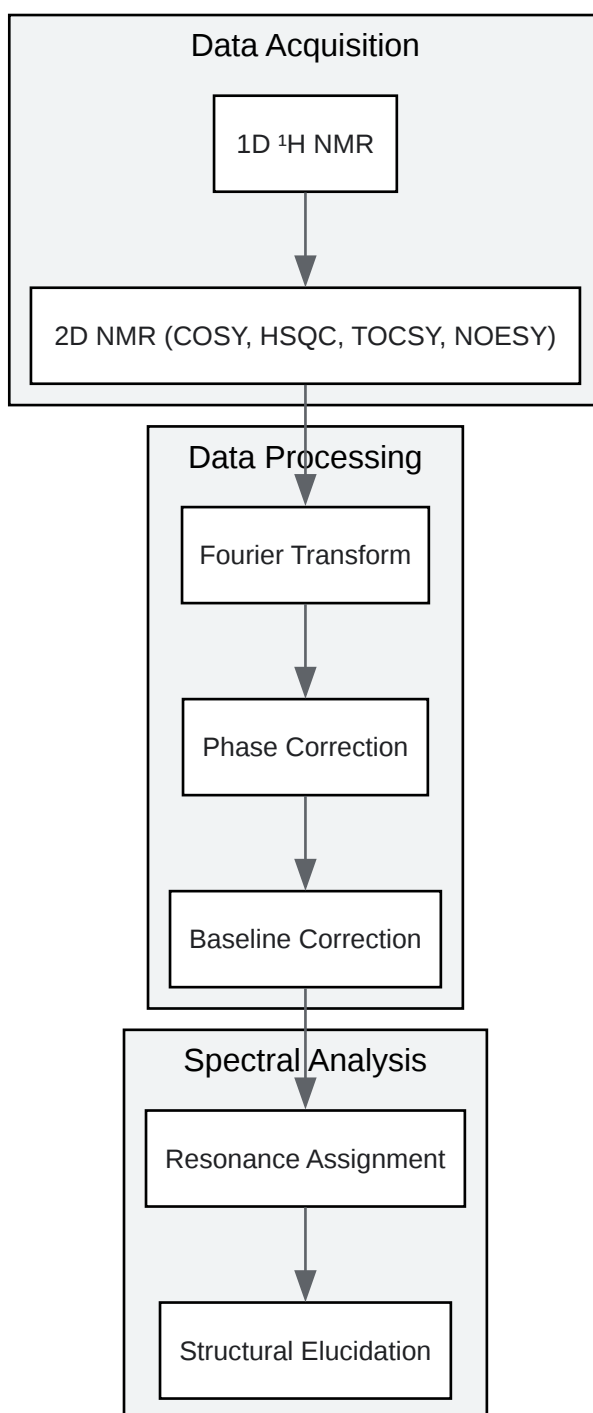 Data Acquisition
1D ¹H NMR
2D NMR (COSY, HSQC, TOCSY, NOESY)
Data Processing
Fourier Transform
Phase Correction
Baseline Correction
Spectral Analysis
Resonance Assignment
Structural Elucidation